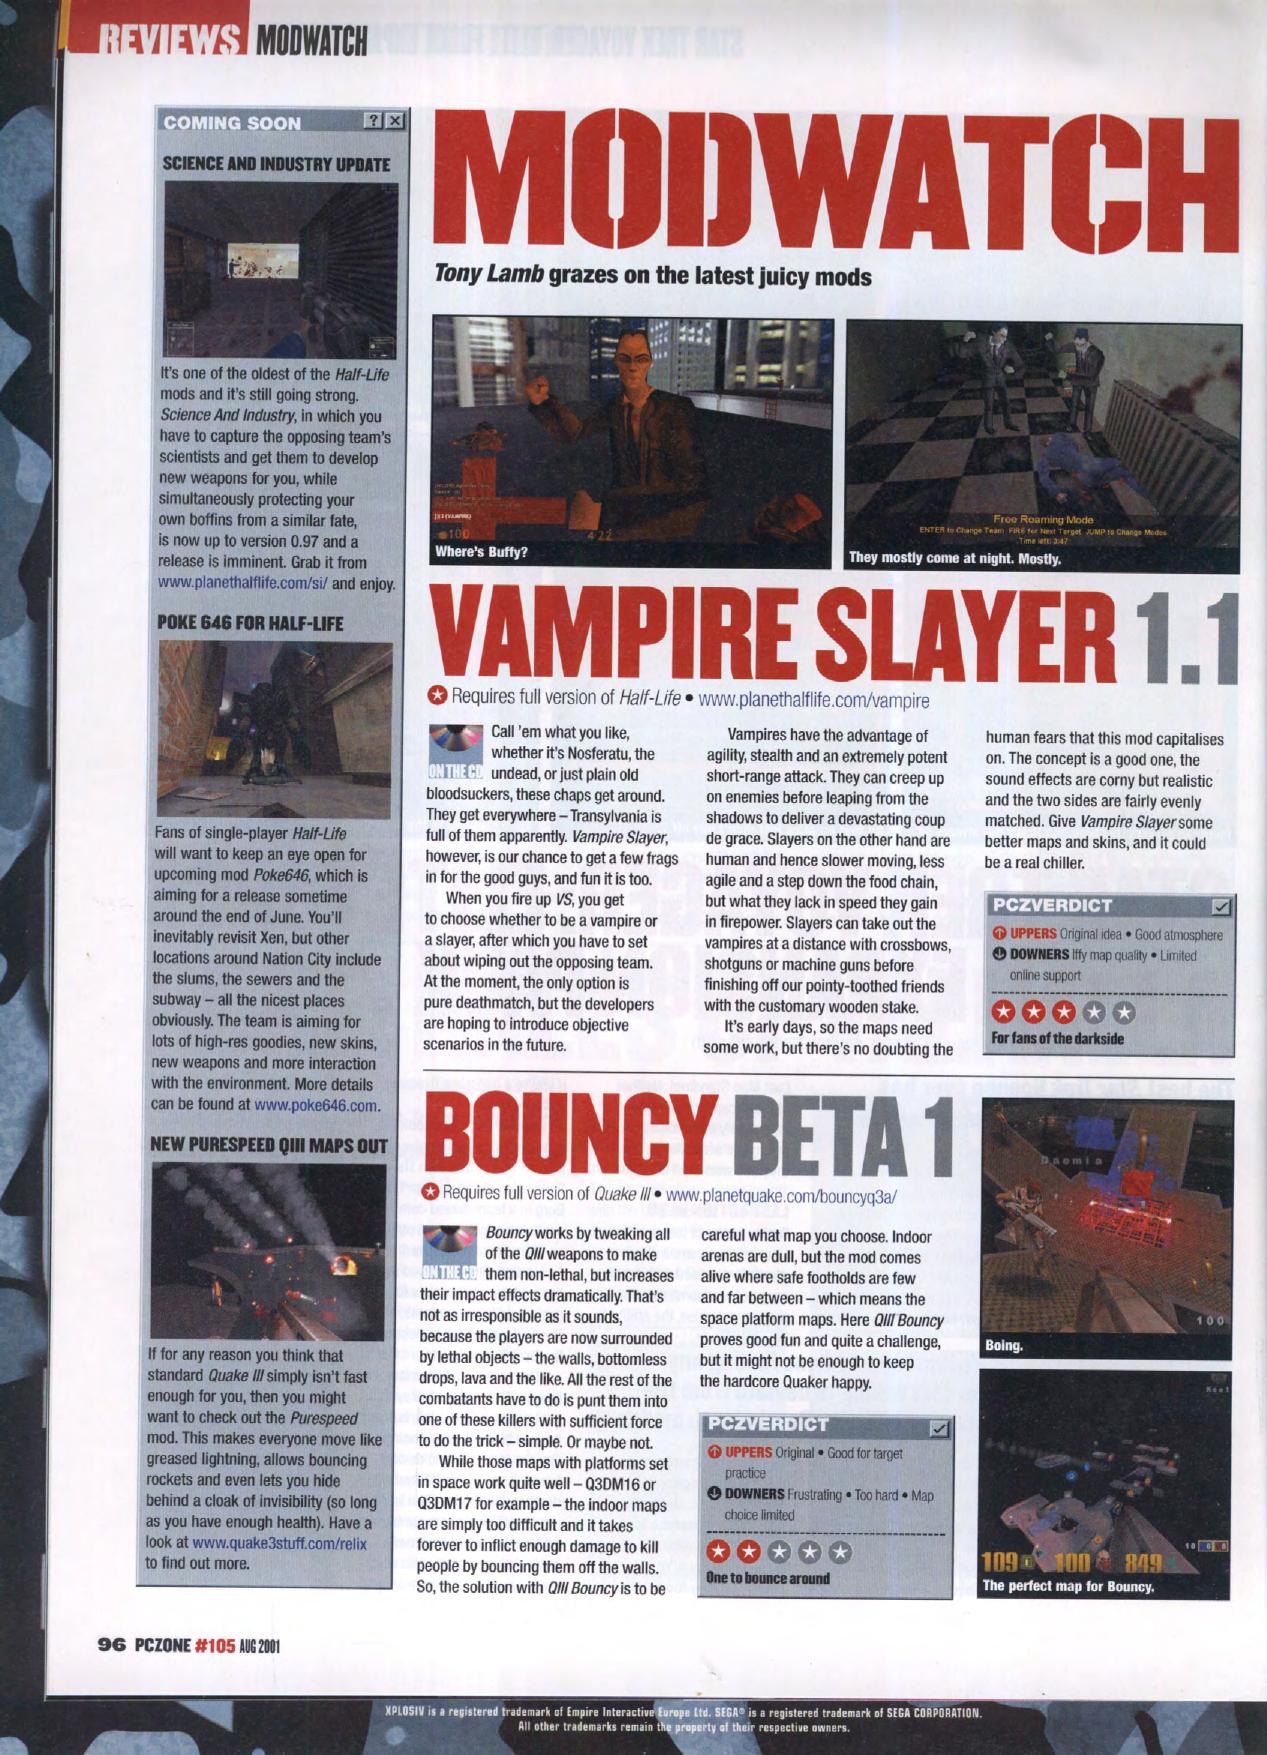 REVIEWS MODWATCH
COMING SOON
SCIENCE AND INDUSTRY UPDATE
It's one of the oldest of the Half-Life
mods and it's still going strong.
Science And Industry, in which you
have to capture the opposing team's
scientists and get them to develop
new weapons for you, while
simultaneously protecting your
own boffins from a similar fate,
is now up to version 0.97 and a
release is imminent. Grab it from
www.planethalflife.com/si/ and enjoy.
POKE 646 FOR HALF-LIFE
Fans of single-player Half-Life
will want to keep an eye open for
upcoming mod Poke646, which is
aiming for a release sometime
around the end of June. You'll
inevitably revisit Xen, but other
locations around Nation City include
the slums, the sewers and the
subway – all the nicest places
obviously. The team is aiming for
lots of high-res goodies, new skins,
new weapons and more interaction
with the environment. More details
can be found at www.poke646.com.
NEW PURESPEED QIII MAPS OUT
If for any reason you think that
standard Quake III simply isn't fast
enough for you, then you might
want to check out the Purespeed
mod. This makes everyone move like
greased lightning, allows bouncing
rockets and even lets you hide
behind a cloak of invisibility (so long
as you have enough health). Have a
look at www.quake3stuff.com/relix
to find out more.
MODWATCH
Tony Lamb grazes on the latest juicy mods
100
Where's Buffy?
Free Roaming Mode
ENTER to Change Team FIRE for Next Target JUMP to Change Modes
Time left: 3:47
They mostly come at night. Mostly.
VAMPIRE SLAYER 1.1
Requires full version of Half-Life • www.planethalflife.com/vampire
ON THE CD
Call 'em what you like,
whether it's Nosferatu, the
undead, or just plain old
bloodsuckers, these chaps get around.
They get everywhere – Transylvania is
full of them apparently. Vampire Slayer,
however, is our chance to get a few frags
in for the good guys, and fun it is too.
When you fire up VS, you get
to choose whether to be a vampire or
a slayer, after which you have to set
about wiping out the opposing team.
At the moment, the only option is
pure deathmatch, but the developers
are hoping to introduce objective
scenarios in the future.
Vampires have the advantage of
agility, stealth and an extremely potent
short-range attack. They can creep up
on enemies before leaping from the
shadows to deliver a devastating coup
de grace. Slayers on the other hand are
human and hence slower moving, less
agile and a step down the food chain,
but what they lack in speed they gain
in firepower. Slayers can take out the
vampires at a distance with crossbows,
shotguns or machine guns before
finishing off our pointy-toothed friends
with the customary wooden stake.
It's early days, so the maps need
some work, but there's no doubting the
human fears that this mod capitalises
on. The concept is a good one, the
sound effects are corny but realistic
and the two sides are fairly evenly
matched. Give Vampire Slayer some
better maps and skins, and it could
be a real chiller.
PCZVERDICT
UPPERS Original idea • Good atmosphere
DOWNERS Iffy map quality • Limited
online support
For fans of the darkside
BOUNCY BETA 1
Requires full version of Quake III • www.planetquake.com/bouncyq3a/
ON THE CD
Bouncy works by tweaking all
of the QIII weapons to make
them non-lethal, but increases
their impact effects dramatically. That's
not as irresponsible as it sounds,
because the players are now surrounded
by lethal objects – the walls, bottomless
drops, lava and the like. All the rest of the
combatants have to do is punt them into
one of these killers with sufficient force
to do the trick – simple. Or maybe not.
While those maps with platforms set
in space work quite well – Q3DM16 or
Q3DM17 for example – the indoor maps
are simply too difficult and it takes
forever to inflict enough damage to kill
people by bouncing them off the walls.
So, the solution with QIII Bouncy is to be
careful what map you choose. Indoor
arenas are dull, but the mod comes
alive where safe footholds are few
and far between – which means the
space platform maps. Here QIII Bouncy
proves good fun and quite a challenge,
but it might not be enough to keep
the hardcore Quaker happy.
PCZVERDICT
UPPERS Original • Good for target
practice
DOWNERS Frustrating • Too hard • Map
choice limited
One to bounce around
Daemia
100
Boing.
109 100 849
The perfect map for Bouncy.
96 PCZONE #105 AUG 2001
XPLOSIV is a registered trademark of Empire Interactive Europe Ltd. SEGA® is a registered trademark of SEGA CORPORATION.
All other trademarks remain the property of their respective owners.